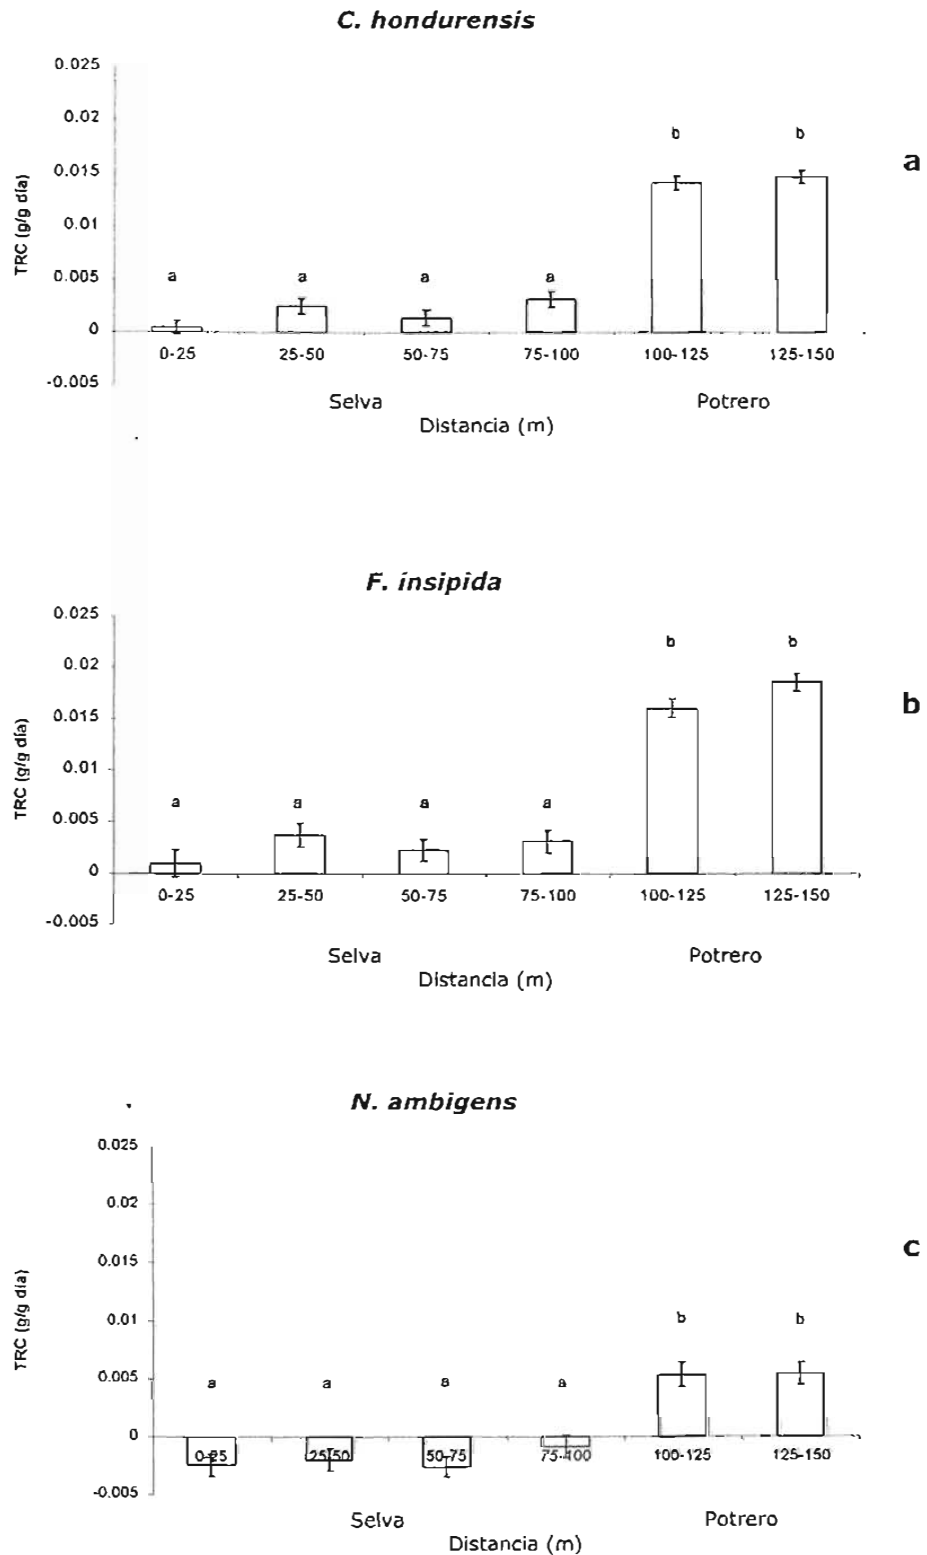 C. hondurensis
0.025
0.02
0.015
0.01
0.005
0
-0.005
TRC (g/g día)
a a a a b b
a
0-25 25-50 50-75 75-100 100-125 125-150
Selva Potrero
Distancia (m)
F. insipida
0.025
0.02
0.015
0.01
0.005
0
-0.005
TRC (g/g día)
a a a a b b
b
0-25 25-50 50-75 75-100 100-125 125-150
Selva Potrero
Distancia (m)
N. ambigens
0.025
0.02
0.015
0.01
0.005
0
-0.005
TRC (g/g día)
a a a a b b
c
0-25 25-50 50-75 75-100 100-125 125-150
Selva Potrero
Distancia (m)